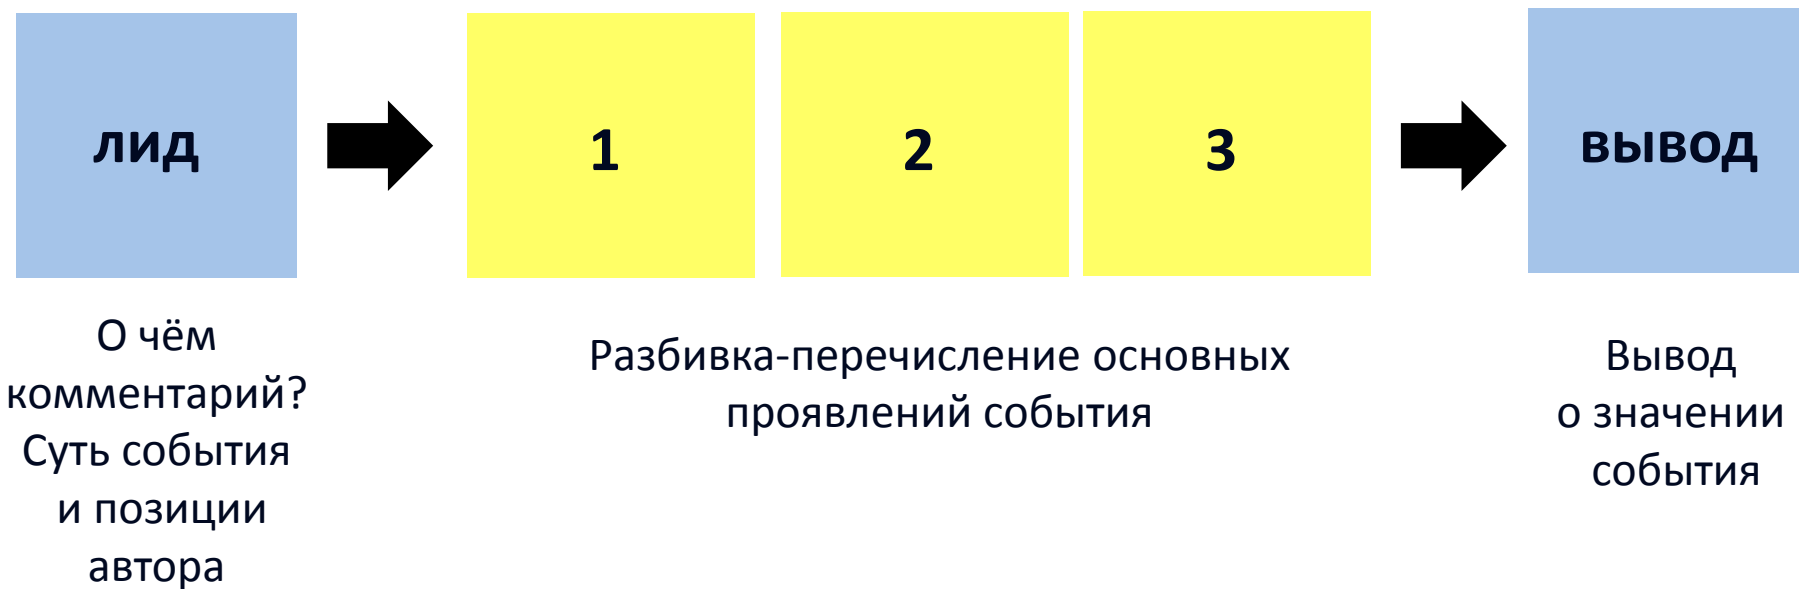 лид
1
2
3
вывод
О чём
комментарий?
Суть события
и позиции
автора
Разбивка-перечисление основных
проявлений события
Вывод
о значении
события